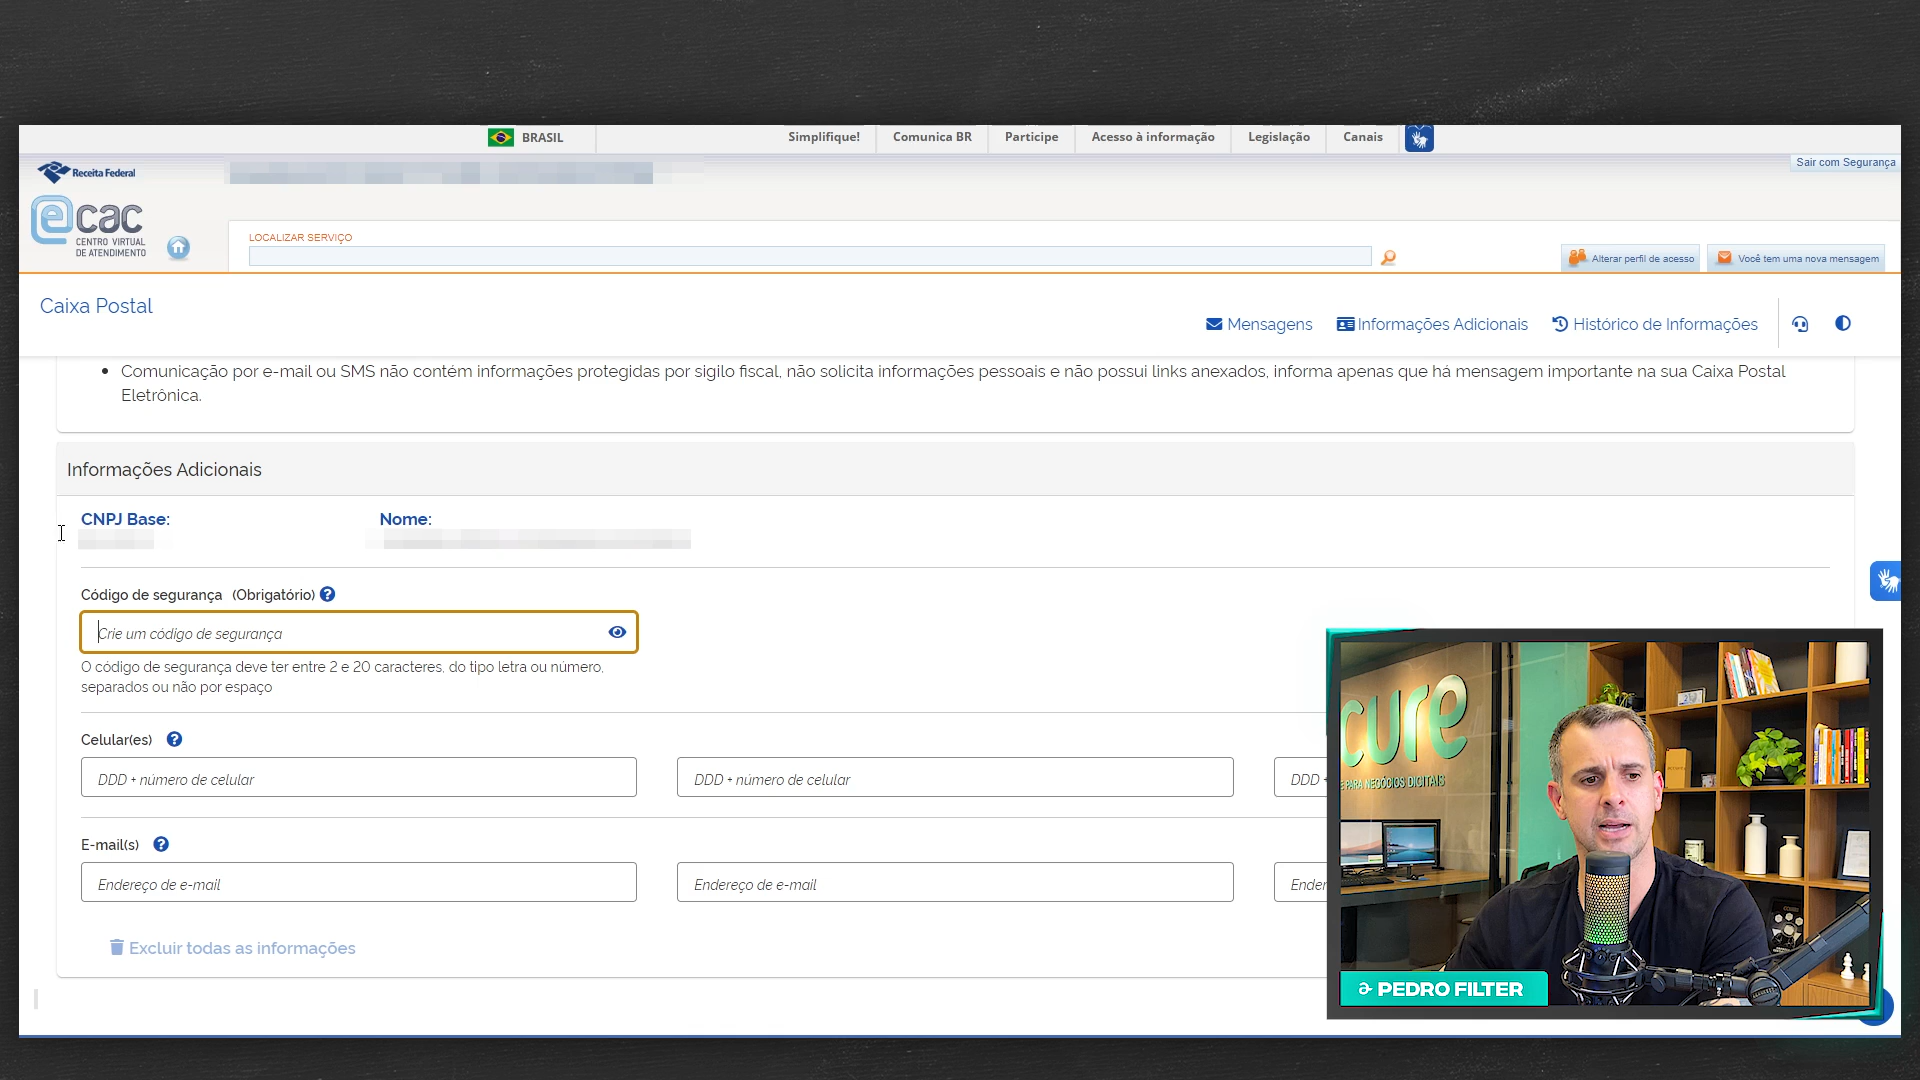 BRASIL
Simplifique!
Comunica BR
Participe
Acesso à informação
Legislação
Canais
Receita Federal
Sair com Segurança
ecac
CENTRO VIRTUAL
DE ATENDIMENTO
LOCALIZAR SERVIÇO
Alterar perfil de acesso
Você tem uma nova mensagem
Caixa Postal
Mensagens
Informações Adicionais
Histórico de Informações
Comunicação por e-mail ou SMS não contém informações protegidas por sigilo fiscal, não solicita informações pessoais e não possui links anexados, informa apenas que há mensagem importante na sua Caixa Postal
Eletrônica.
Informações Adicionais
CNPJ Base:
Nome:
Código de segurança (Obrigatório)
Crie um código de segurança
O código de segurança deve ter entre 2 e 20 caracteres, do tipo letra ou número,
separados ou não por espaço
Celular(es)
DDD + número de celular
DDD + número de celular
DDD +
E-mail(s)
Endereço de e-mail
Endereço de e-mail
Ender
Excluir todas as informações
cure
E PARA NEGÓCIOS DIGITAIS
PEDRO FILTER